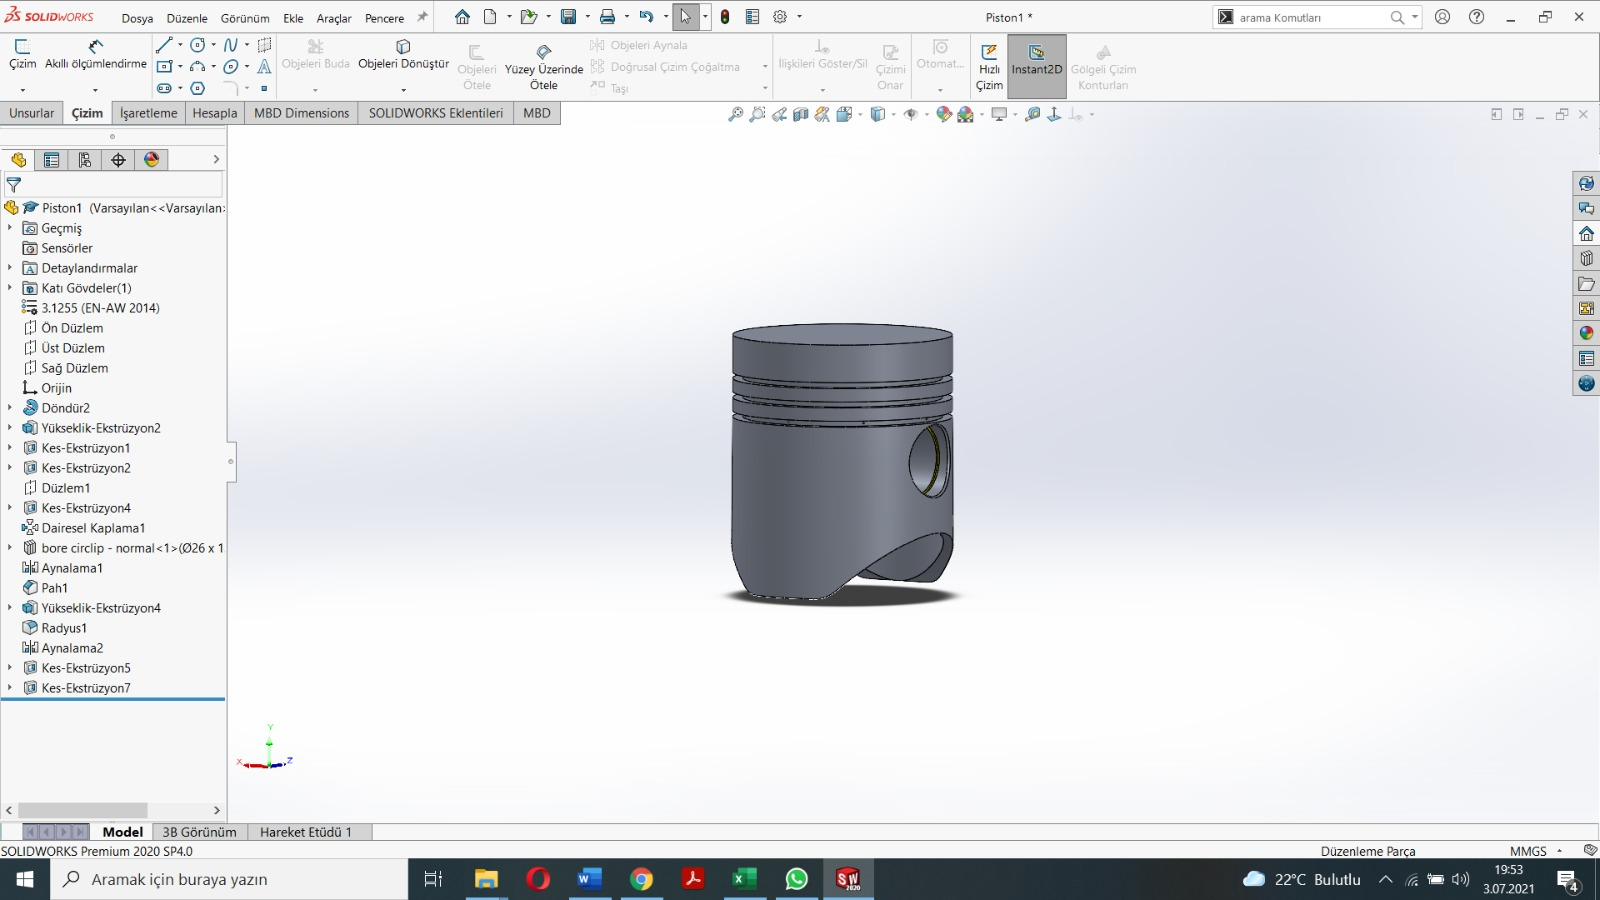 SOLIDWORKS
Dosya Düzenle Görünüm Ekle Araçlar Pencere
Piston1 *
arama Komutları
Çizim
Akıllı ölçümlendirme
Objeleri Buda
Objeleri Dönüştür
Objeleri
Ötele
Yüzey Üzerinde
Ötele
Objeleri Aynala
Doğrusal Çizim Çoğaltma
Taşı
İlişkileri Göster/Sil
Çizimi
Onar
Otomat...
Hızlı
Çizim
Instant2D
Gölgeli Çizim
Konturları
Unsurlar Çizim İşaretleme Hesapla MBD Dimensions SOLIDWORKS Eklentileri MBD
Piston1 (Varsayılan<<Varsayılan>
Geçmiş
Sensörler
Detaylandırmalar
Katı Gövdeler(1)
3.1255 (EN-AW 2014)
Ön Düzlem
Üst Düzlem
Sağ Düzlem
Orijin
Döndür2
Yükseklik-Ekstrüzyon2
Kes-Ekstrüzyon1
Kes-Ekstrüzyon2
Düzlem1
Kes-Ekstrüzyon4
Dairesel Kaplama1
bore circlip - normal<1>(Ø26 x 1
Aynalama1
Pah1
Yükseklik-Ekstrüzyon4
Radyus1
Aynalama2
Kes-Ekstrüzyon5
Kes-Ekstrüzyon7
Y
X
Z
Model 3B Görünüm Hareket Etüdü 1
SOLIDWORKS Premium 2020 SP4.0
Düzenleme Parça
MMGS
Aramak için buraya yazın
SW
2020
22°C Bulutlu
19:53
3.07.2021
4